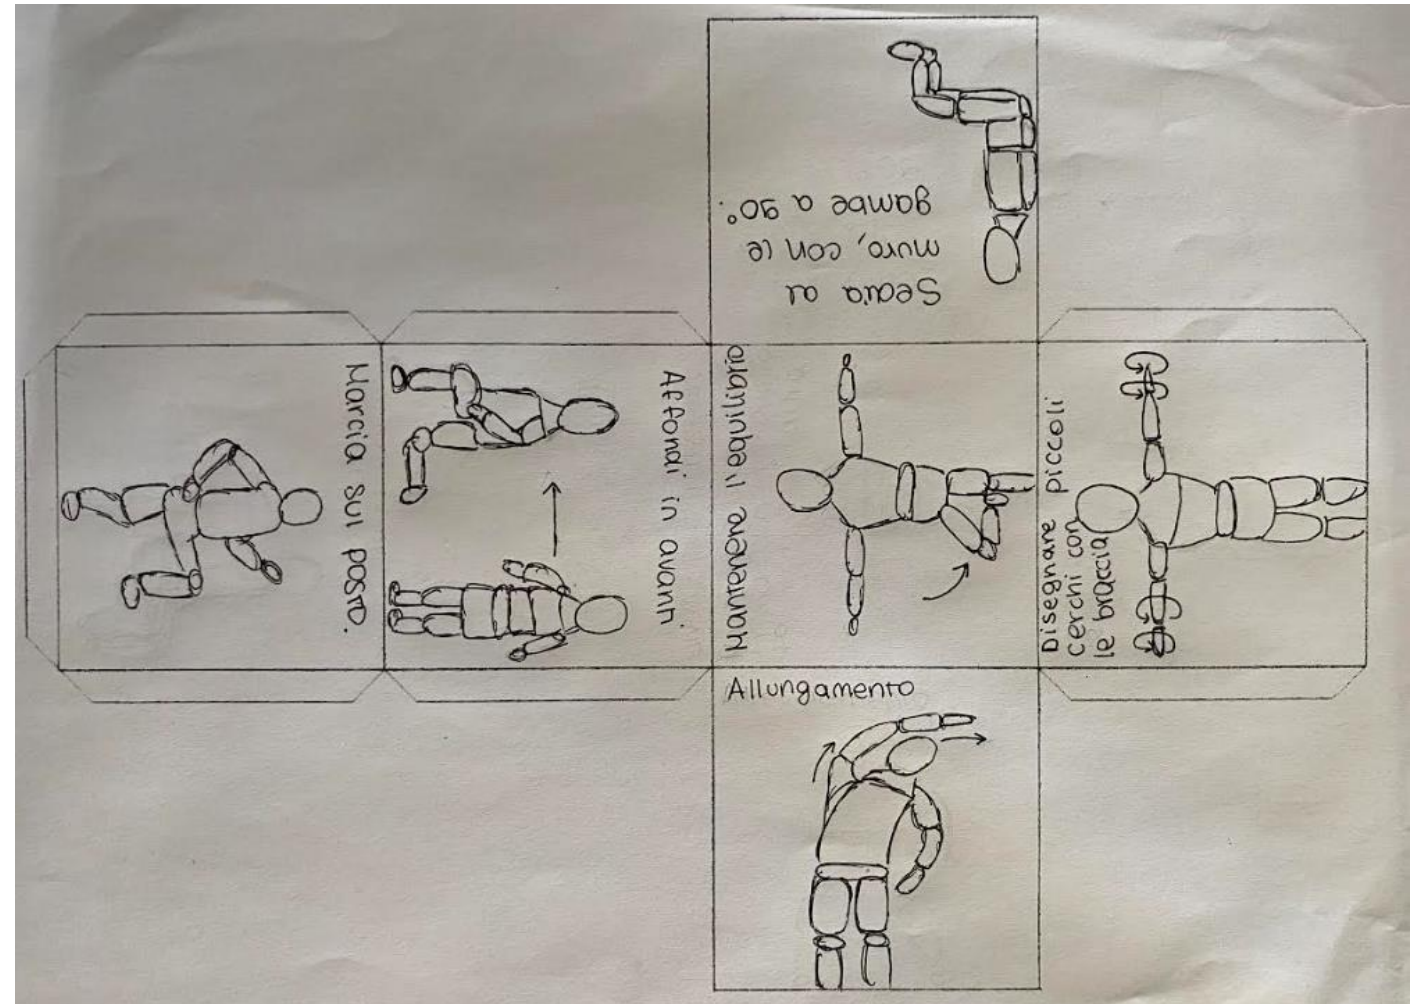 Sedia al
muro, con le
gambe a 90°.
Marcia sul posto.
Affondi in avanti
Mantenere l'equilibrio
Disegnare piccoli
cerchi con
le braccia
Allungamento